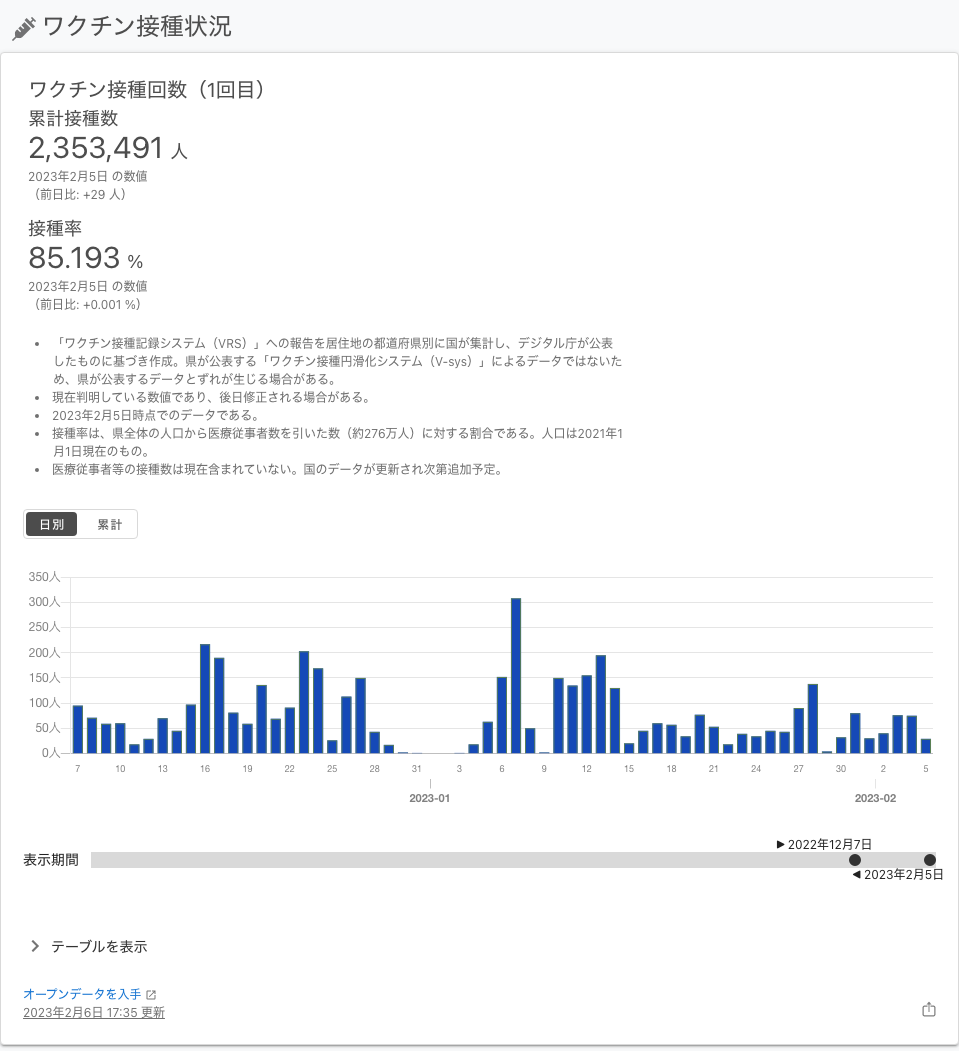 ワクチン接種状況
ワクチン接種回数（1回目）
累計接種数
2,353,491 人
2023年2月5日 の数値
（前日比: +29 人）
接種率
85.193 %
2023年2月5日 の数値
（前日比: +0.001 %）
• 「ワクチン接種記録システム（VRS）」への報告を居住地の都道府県別に国が集計し、デジタル庁が公表
したものに基づき作成。県が公表する「ワクチン接種円滑化システム（V-sys）」によるデータではないた
め、県が公表するデータとずれが生じる場合がある。
• 現在判明している数値であり、後日修正される場合がある。
• 2023年2月5日時点でのデータである。
• 接種率は、県全体の人口から医療従事者数を引いた数（約276万人）に対する割合である。人口は2021年1
月1日現在のもの。
• 医療従事者等の接種数は現在含まれていない。国のデータが更新され次第追加予定。
日別 累計
350人
300人
250人
200人
150人
100人
50人
0人
7 10 13 16 19 22 25 28 31 3 6 9 12 15 18 21 24 27 30 2 5
2023-01 2023-02
▶ 2022年12月7日
表示期間
◀ 2023年2月5日
テーブルを表示
オープンデータを入手
2023年2月6日 17:35 更新